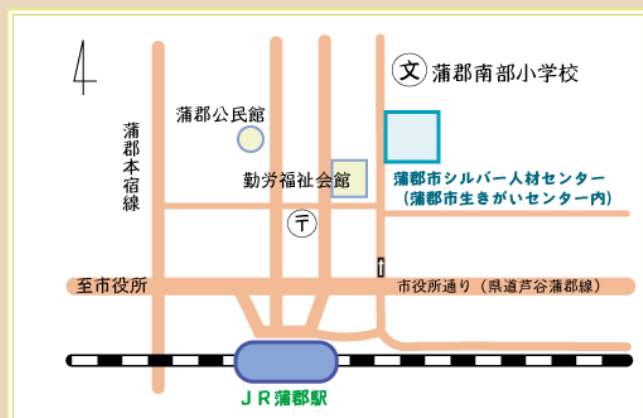 文 蒲郡南部小学校
蒲郡公民館
蒲郡本宿線
勤労福祉会館
蒲郡市シルバー人材センター
(蒲郡市生きがいセンター内)
〒
至市役所
市役所通り(県道芦谷蒲郡線)
JR蒲郡駅